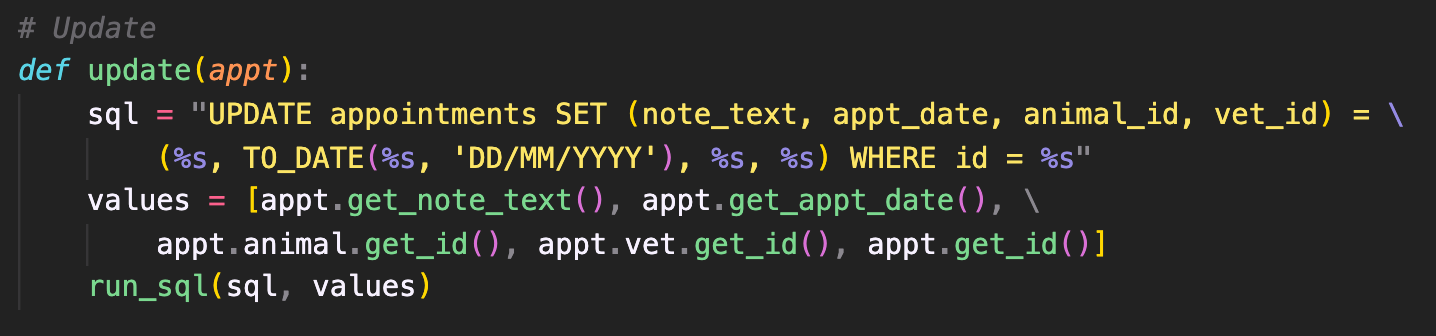 # Update
def update(appt):
    sql = "UPDATE appointments SET (note_text, appt_date, animal_id, vet_id) = \
        (%s, TO_DATE(%s, 'DD/MM/YYYY'), %s, %s) WHERE id = %s"
    values = [appt.get_note_text(), appt.get_appt_date(), \
        appt.animal.get_id(), appt.vet.get_id(), appt.get_id()]
    run_sql(sql, values)